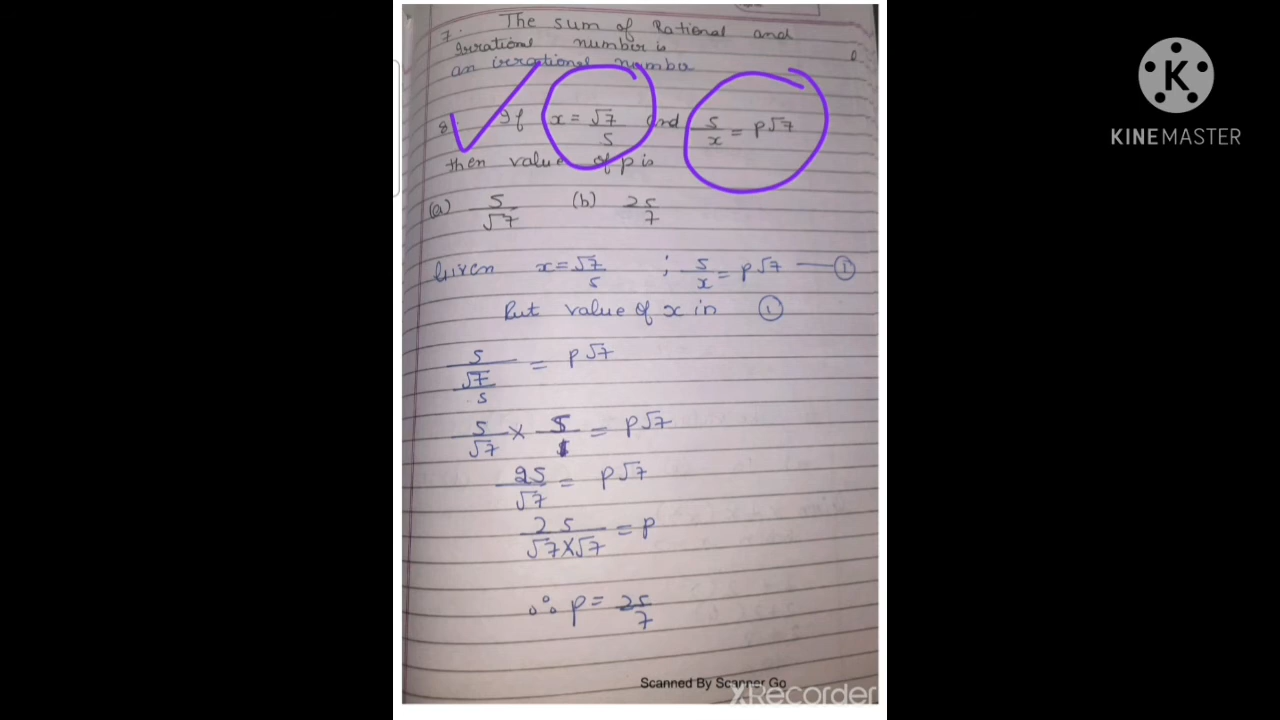 7. The sum of Rational and
Irrational number is
an irrational number
8. If x = √7/5 and 5/x = p√7
then value of p is
(a) 5/√7 (b) 25/7
Given x = √7/5 ; 5/x = p√7 — ①
Put value of x in ①
5/(√7/5) = p√7
5/√7 × 5/1 = p√7
25/√7 = p√7
25/√7×√7 = p
∴ p = 25/7
Scanned By Scanner Go
XRecorder
K
KINEMASTER